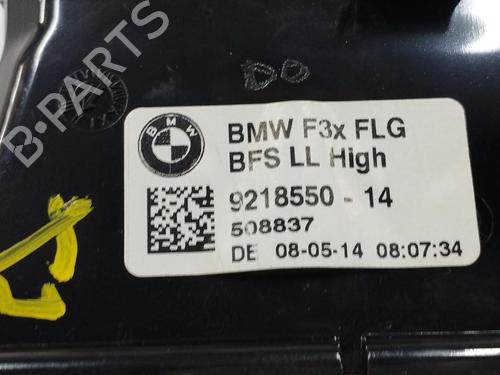 B-PARTS
DO
BMW
BMW F3x FLG
BFS LL High
9218550 - 14
508837
DE 08-05-14 08:07:34